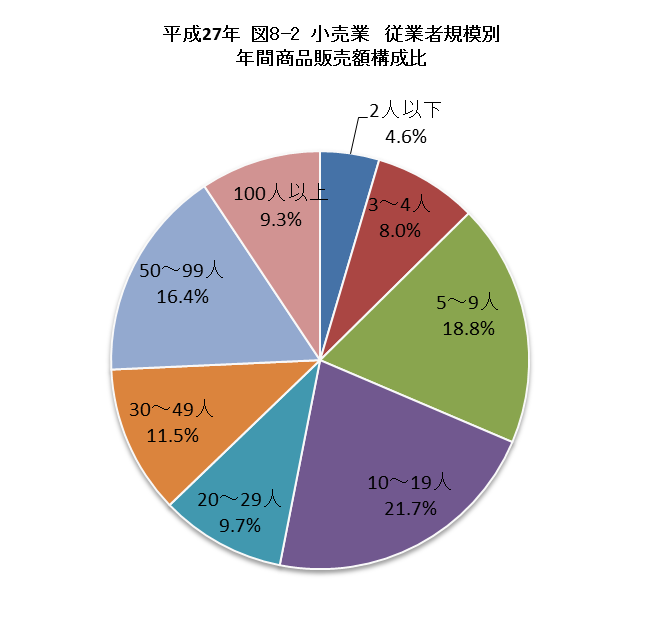 平成27年 図8-2 小売業 従業者規模別
年間商品販売額構成比
2人以下
4.6%
3～4人
8.0%
5～9人
18.8%
10～19人
21.7%
20～29人
9.7%
30～49人
11.5%
50～99人
16.4%
100人以上
9.3%